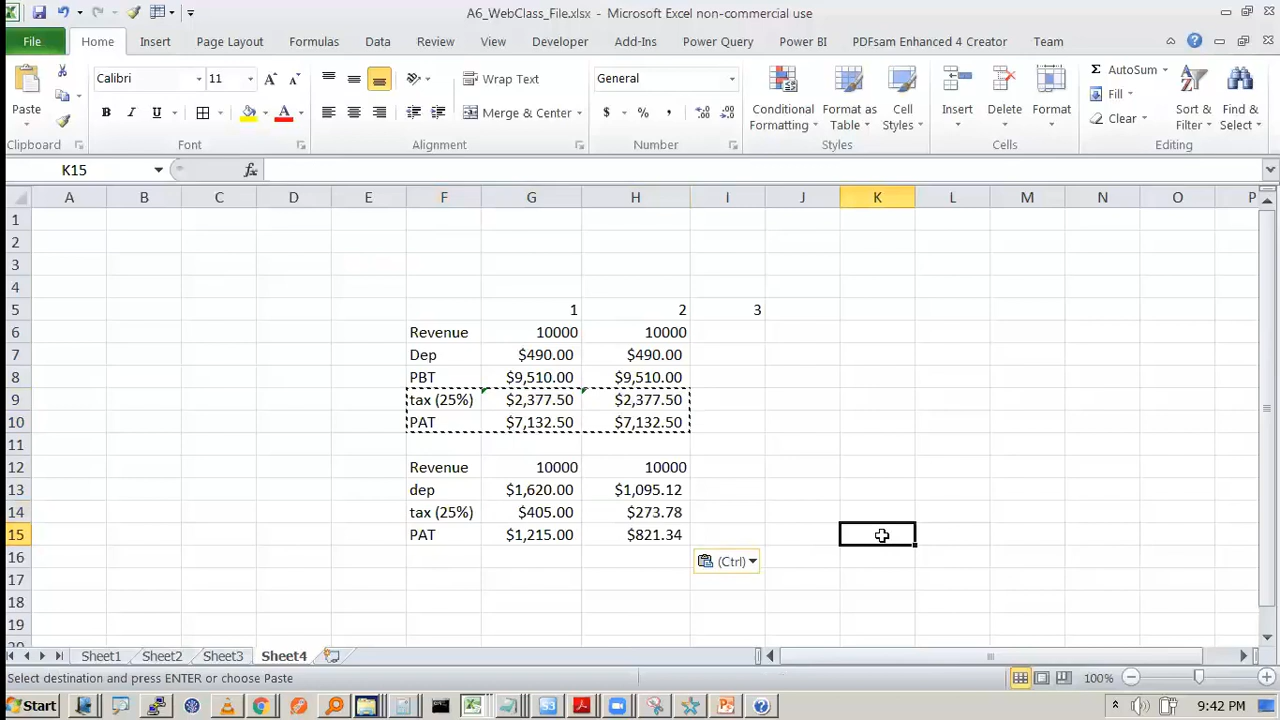 A6_WebClass_File.xlsx - Microsoft Excel non-commercial use
File Home Insert Page Layout Formulas Data Review View Developer Add-Ins Power Query Power BI PDFsam Enhanced 4 Creator Team
Paste
Calibri 11
B I U A
Wrap Text
Merge & Center
General
$ % ,
Conditional Formatting
Format as Table
Cell Styles
Insert Delete Format
Σ AutoSum
Fill
Clear
Sort & Filter
Find & Select
Clipboard Font Alignment Number Styles Cells Editing
K15 fx
A B C D E F G H I J K L M N O P
1
2
3
4
5 1 2 3
6 Revenue 10000 10000
7 Dep $490.00 $490.00
8 PBT $9,510.00 $9,510.00
9 tax (25%) $2,377.50 $2,377.50
10 PAT $7,132.50 $7,132.50
11
12 Revenue 10000 10000
13 dep $1,620.00 $1,095.12
14 tax (25%) $405.00 $273.78
15 PAT $1,215.00 $821.34
16 (Ctrl)
17
18
19
20
Sheet1 Sheet2 Sheet3 Sheet4
Select destination and press ENTER or choose Paste 100%
Start 9:42 PM